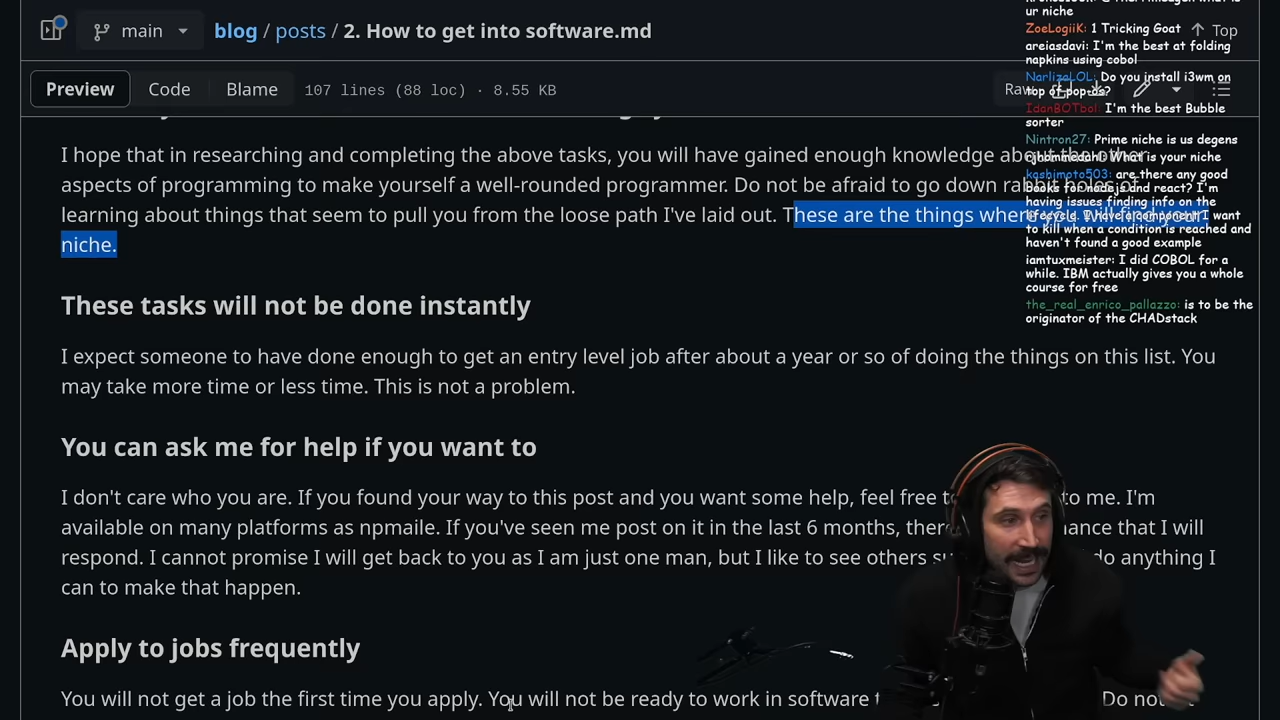 main
blog / posts / 2. How to get into software.md
Top
Preview
Code
Blame
107 lines (88 loc) · 8.55 KB
Raw
I hope that in researching and completing the above tasks, you will have gained enough knowledge about the other
aspects of programming to make yourself a well-rounded programmer. Do not be afraid to go down rabbit holes of
learning about things that seem to pull you from the loose path I've laid out. These are the things where you will find your
niche.
These tasks will not be done instantly
I expect someone to have done enough to get an entry level job after about a year or so of doing the things on this list. You
may take more time or less time. This is not a problem.
You can ask me for help if you want to
I don't care who you are. If you found your way to this post and you want some help, feel free to me. I'm
available on many platforms as npmaile. If you've seen me post on it in the last 6 months, that I will
respond. I cannot promise I will get back to you as I am just one man, but I like to see others do anything I
can to make that happen.
Apply to jobs frequently
You will not get a job the first time you apply. You will not be ready to work in software Do
ur niche
ZoeLogiiK: 1 Tricking Goat
areiasdavi: I'm the best at folding
napkins using cobol
NarlizaLOL: Do you install i3wm on
top of pop-os?
IdanBOTbol: I'm the best Bubble
sorter
Nintron27: Prime niche is us degens
What is your niche
kashimoto503: are there any good
books for nodejs and react? I'm
having issues finding info on the
lifecycle. I have a component I want
to kill when a condition is reached and
haven't found a good example
iamtuxmeister: I did COBOL for a
while. IBM actually gives you a whole
course for free
the_real_enrico_pallazzo: is to be the
originator of the CHADstack